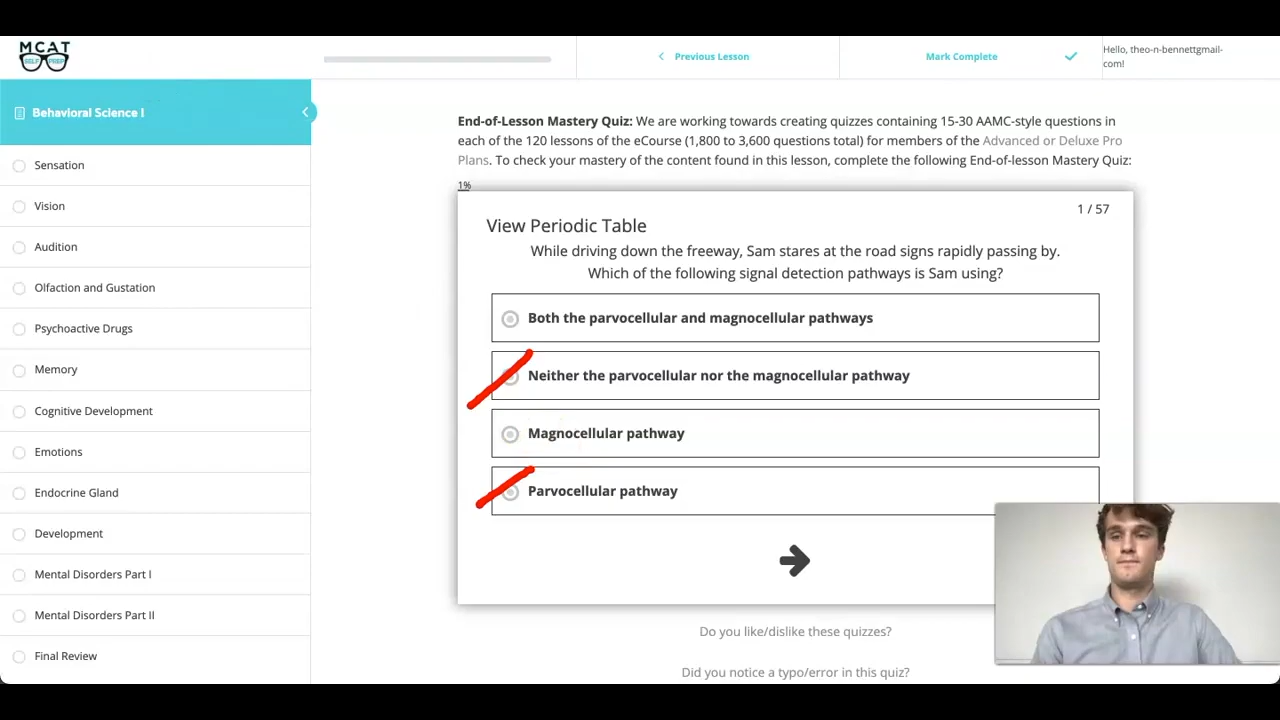 MCAT
SELF PREP
Previous Lesson
Mark Complete
Hello, theo-n-bennettgmail-
com!
Behavioral Science I
Sensation
Vision
Audition
Olfaction and Gustation
Psychoactive Drugs
Memory
Cognitive Development
Emotions
Endocrine Gland
Development
Mental Disorders Part I
Mental Disorders Part II
Final Review
End-of-Lesson Mastery Quiz: We are working towards creating quizzes containing 15-30 AAMC-style questions in
each of the 120 lessons of the eCourse (1,800 to 3,600 questions total) for members of the Advanced or Deluxe Pro
Plans. To check your mastery of the content found in this lesson, complete the following End-of-lesson Mastery Quiz:
1%
1 / 57
View Periodic Table
While driving down the freeway, Sam stares at the road signs rapidly passing by.
Which of the following signal detection pathways is Sam using?
Both the parvocellular and magnocellular pathways
Neither the parvocellular nor the magnocellular pathway
Magnocellular pathway
Parvocellular pathway
Do you like/dislike these quizzes?
Did you notice a typo/error in this quiz?